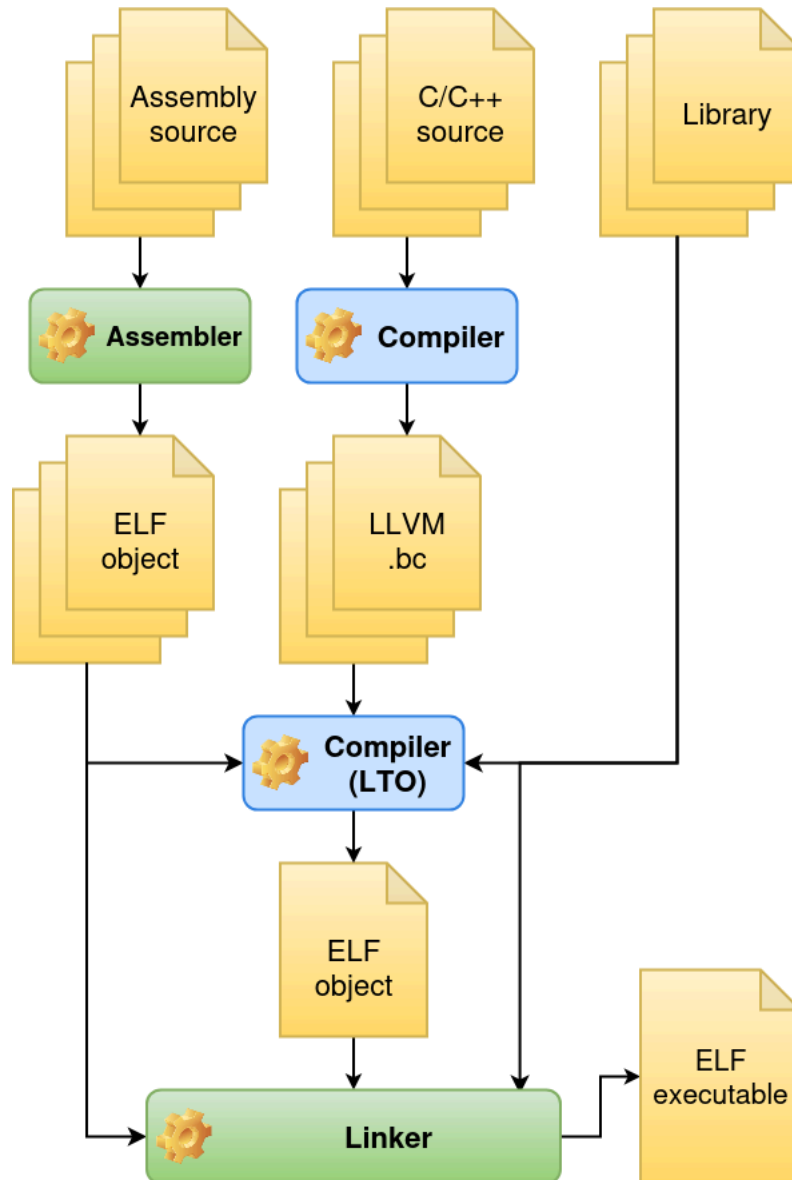 Assembly
source
C/C++
source
Library
Assembler
Compiler
ELF
object
LLVM
.bc
Compiler
(LTO)
ELF
object
ELF
executable
Linker